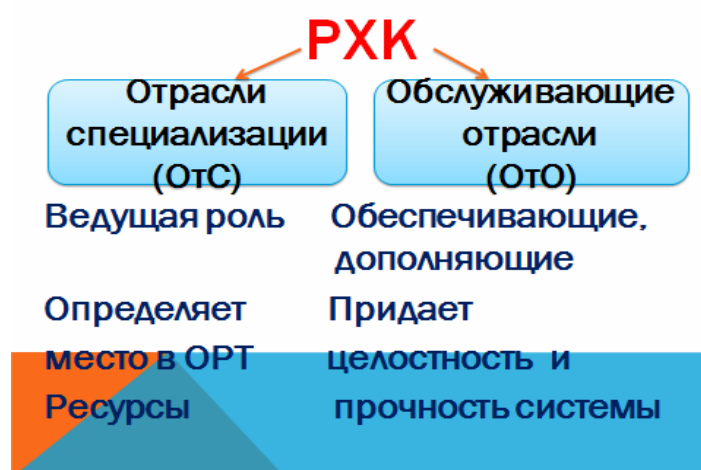 РХК
Отрасли
специализации
(ОтС)
Обслуживающие
отрасли
(ОтО)
Ведущая роль
Определяет
место в ОРТ
Ресурсы
Обеспечивающие,
дополняющие
Придает
целостность и
прочность системы